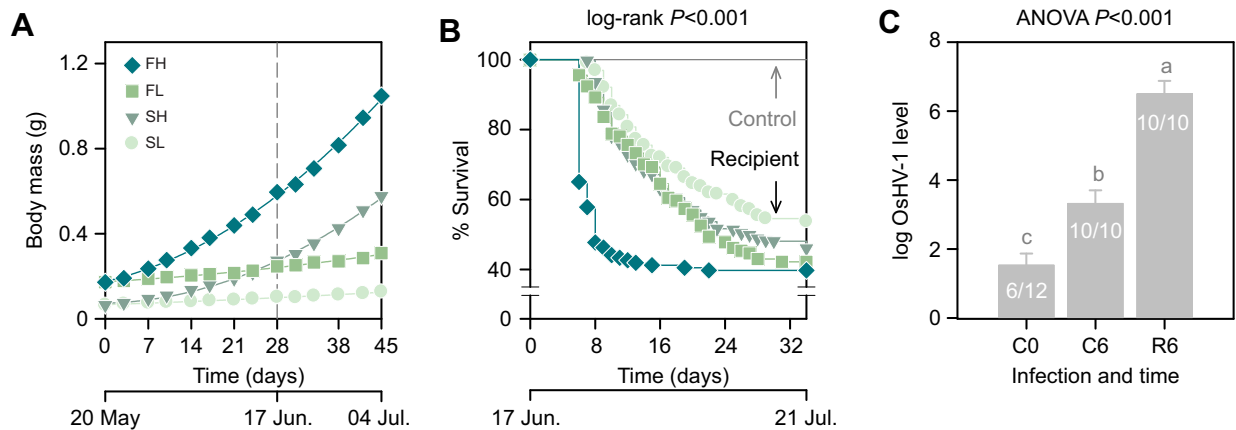 A
1.2
0.8
0.4
0
Body mass (g)
FH
FL
SH
SL
0 7 14 21 28 38 45
Time (days)
20 May 17 Jun. 04 Jul.
B
log-rank P<0.001
100
80
60
40
% Survival
Control
Recipient
0 8 16 24 32
Time (days)
17 Jun. 21 Jul.
C
ANOVA P<0.001
8
6
4
2
0
log OsHV-1 level
c
b
a
6/12
10/10
10/10
C0 C6 R6
Infection and time